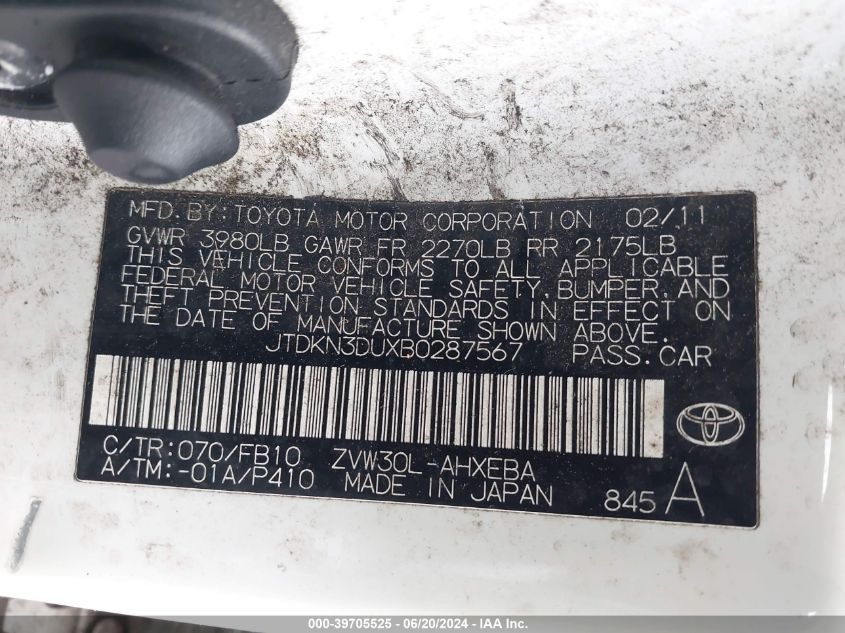 MFD. BY: TOYOTA MOTOR CORPORATION 02/11
GVWR 3980LB GAWR FR 2270LB RR 2175LB
THIS VEHICLE CONFORMS TO ALL APPLICABLE
FEDERAL MOTOR VEHICLE SAFETY, BUMPER, AND
THEFT PREVENTION STANDARDS IN EFFECT ON
THE DATE OF MANUFACTURE SHOWN ABOVE.
JTDKN3DUXB0287567 PASS. CAR
C/TR: 070/FB10 ZVW30L-AHXEBA
A/TM: -01A/P410 MADE IN JAPAN 845 A
000-39705525 - 06/20/2024 - IAA Inc.